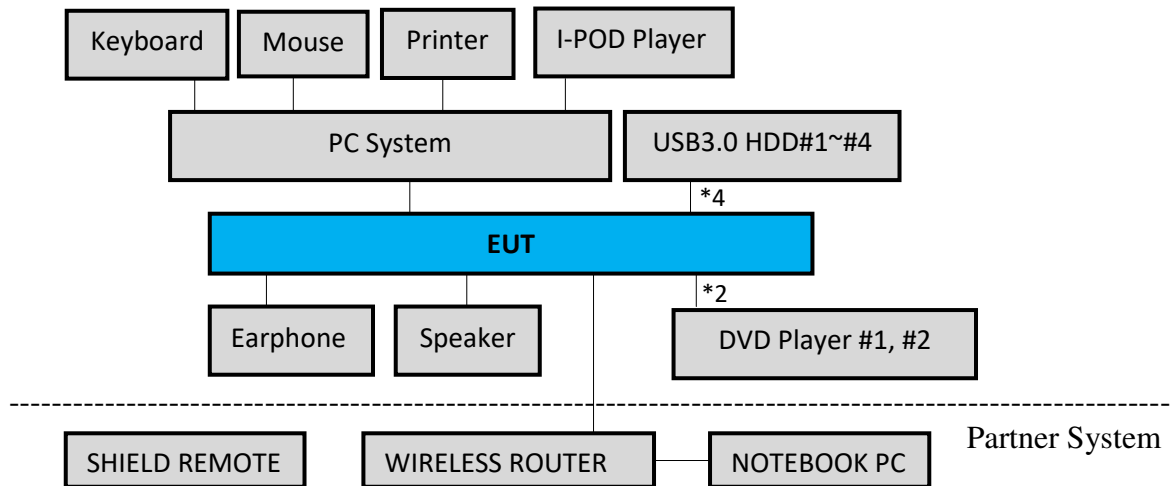 Keyboard
Mouse
Printer
I-POD Player
PC System
USB3.0 HDD#1~#4
*4
EUT
*2
Earphone
Speaker
DVD Player #1, #2
Partner System
SHIELD REMOTE
WIRELESS ROUTER
NOTEBOOK PC